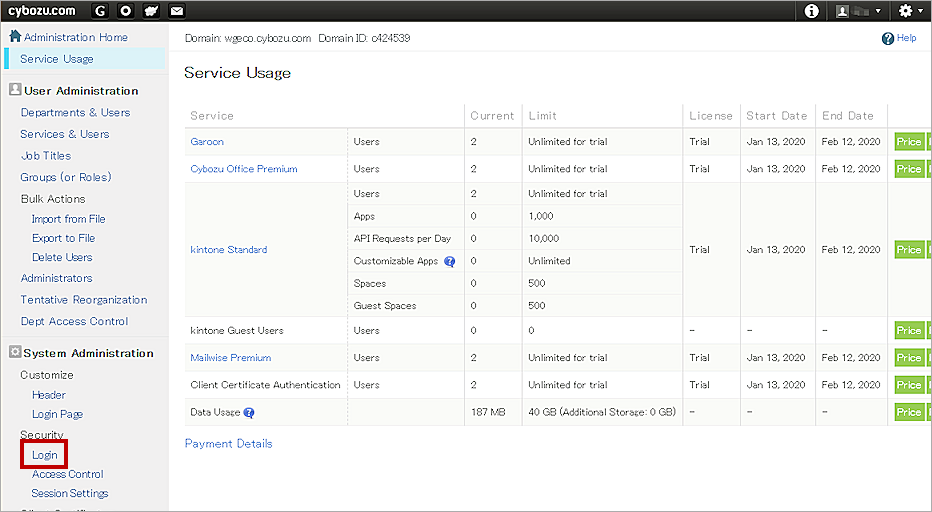 cybozu.com G
Administration Home
Service Usage
User Administration
Departments & Users
Services & Users
Job Titles
Groups (or Roles)
Bulk Actions
Import from File
Export to File
Delete Users
Administrators
Tentative Reorganization
Dept Access Control
System Administration
Customize
Header
Login Page
Security
Login
Access Control
Session Settings
Domain: wgeco.cybozu.com Domain ID: c424539
? Help
Service Usage
Service Current Limit License Start Date End Date
Garoon Users 2 Unlimited for trial Trial Jan 13, 2020 Feb 12, 2020 Price
Cybozu Office Premium Users 2 Unlimited for trial Trial Jan 13, 2020 Feb 12, 2020 Price
kintone Standard Users 2 Unlimited for trial Trial Jan 13, 2020 Feb 12, 2020 Price
Apps 0 1,000
API Requests per Day 0 10,000
Customizable Apps ? 0 Unlimited
Spaces 0 500
Guest Spaces 0 500
kintone Guest Users Users 0 0 - - - Price
Mailwise Premium Users 2 Unlimited for trial Trial Jan 13, 2020 Feb 12, 2020 Price
Client Certificate Authentication Users 2 Unlimited for trial Trial Jan 13, 2020 Feb 12, 2020 Price
Data Usage ? 187 MB 40 GB (Additional Storage: 0 GB) - - - Price
Payment Details